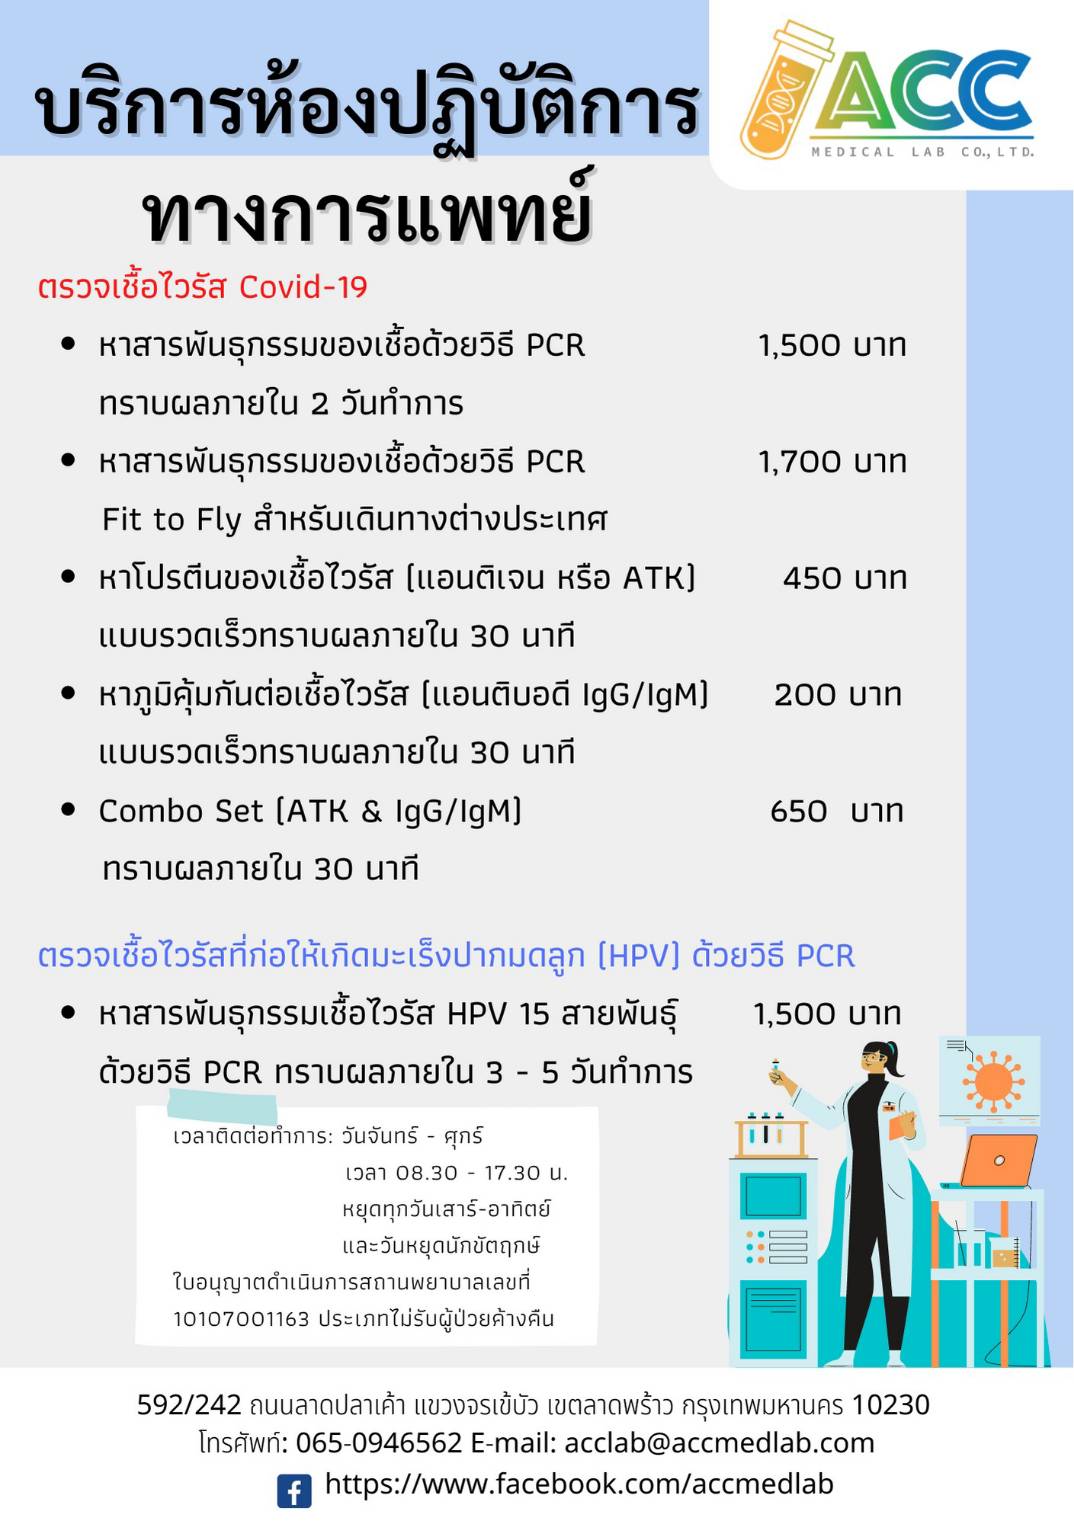 บริการห้องปฏิบัติการ
ทางการแพทย์
ACC
MEDICAL LAB CO., LTD.
ตรวจเชื้อไวรัส Covid-19
• หาสารพันธุกรรมของเชื้อด้วยวิธี PCR 1,500 บาท
ทราบผลภายใน 2 วันทำการ
• หาสารพันธุกรรมของเชื้อด้วยวิธี PCR 1,700 บาท
Fit to Fly สำหรับเดินทางต่างประเทศ
• หาโปรตีนของเชื้อไวรัส (แอนติเจน หรือ ATK) 450 บาท
แบบรวดเร็วทราบผลภายใน 30 นาที
• หาภูมิคุ้มกันต่อเชื้อไวรัส (แอนติบอดี IgG/IgM) 200 บาท
แบบรวดเร็วทราบผลภายใน 30 นาที
• Combo Set (ATK & IgG/IgM) 650 บาท
ทราบผลภายใน 30 นาที
ตรวจเชื้อไวรัสที่ก่อให้เกิดมะเร็งปากมดลูก (HPV) ด้วยวิธี PCR
• หาสารพันธุกรรมเชื้อไวรัส HPV 15 สายพันธุ์ 1,500 บาท
ด้วยวิธี PCR ทราบผลภายใน 3 - 5 วันทำการ
เวลาติดต่อทำการ: วันจันทร์ - ศุกร์
เวลา 08.30 - 17.30 น.
หยุดทุกวันเสาร์-อาทิตย์
และวันหยุดนักขัตฤกษ์
ใบอนุญาตดำเนินการสถานพยาบาลเลขที่
10107001163 ประเภทไม่รับผู้ป่วยค้างคืน
592/242 ถนนลาดปลาเค้า แขวงจรเข้บัว เขตลาดพร้าว กรุงเทพมหานคร 10230
โทรศัพท์: 065-0946562 E-mail: acclab@accmedlab.com
https://www.facebook.com/accmedlab